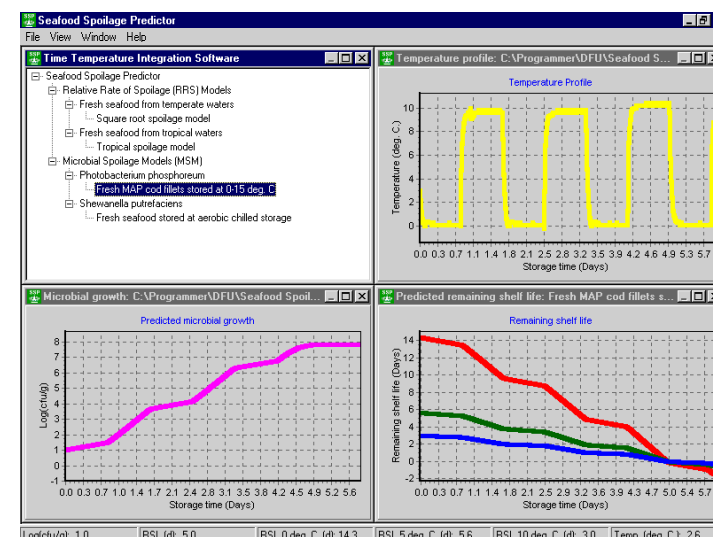 Seafood Spoilage Predictor
File View Window Help
Time Temperature Integration Software
Seafood Spoilage Predictor
Relative Rate of Spoilage (RRS) Models
Fresh seafood from temperate waters
Square root spoilage model
Fresh seafood from tropical waters
Tropical spoilage model
Microbial Spoilage Models (MSM)
Photobacterium phosphoreum
Fresh MAP cod fillets stored at 0-15 deg. C
Shewanella putrefaciens
Fresh seafood stored at aerobic chilled storage
Temperature profile: C:\Programmer\DFU\Seafood S...
Temperature Profile
Temperature (deg. C.)
10
8
6
4
2
0
0.0 0.3 0.7 1.1 1.4 1.8 2.1 2.5 2.8 3.2 3.5 3.9 4.2 4.6 4.9 5.3 5.7
Storage time (Days)
Microbial growth: C:\Programmer\DFU\Seafood Spoil...
Predicted microbial growth
Log(cfu/g)
8
7
6
5
4
3
2
1
0
-1
0.0 0.3 0.7 1.0 1.4 1.7 2.1 2.4 2.8 3.1 3.5 3.8 4.2 4.5 4.9 5.2 5.6
Storage time (Days)
Predicted remaining shelf life: Fresh MAP cod fillets s...
Remaining shelf life
Remaining shelf life (Days)
14
12
10
8
6
4
2
0
-2
0.0 0.3 0.7 1.1 1.4 1.8 2.2 2.5 2.9 3.2 3.6 4.0 4.3 4.7 5.0 5.4 5.7
Storage time (Days)
Log(cfu/g): 1.0 RSL (d): 5.0 RSL 0 deg. C. (d): 14.3 RSL 5 deg. C. (d): 5.6 RSL 10 deg. C. (d): 3.0 Temp. (deg. C.): 2.6